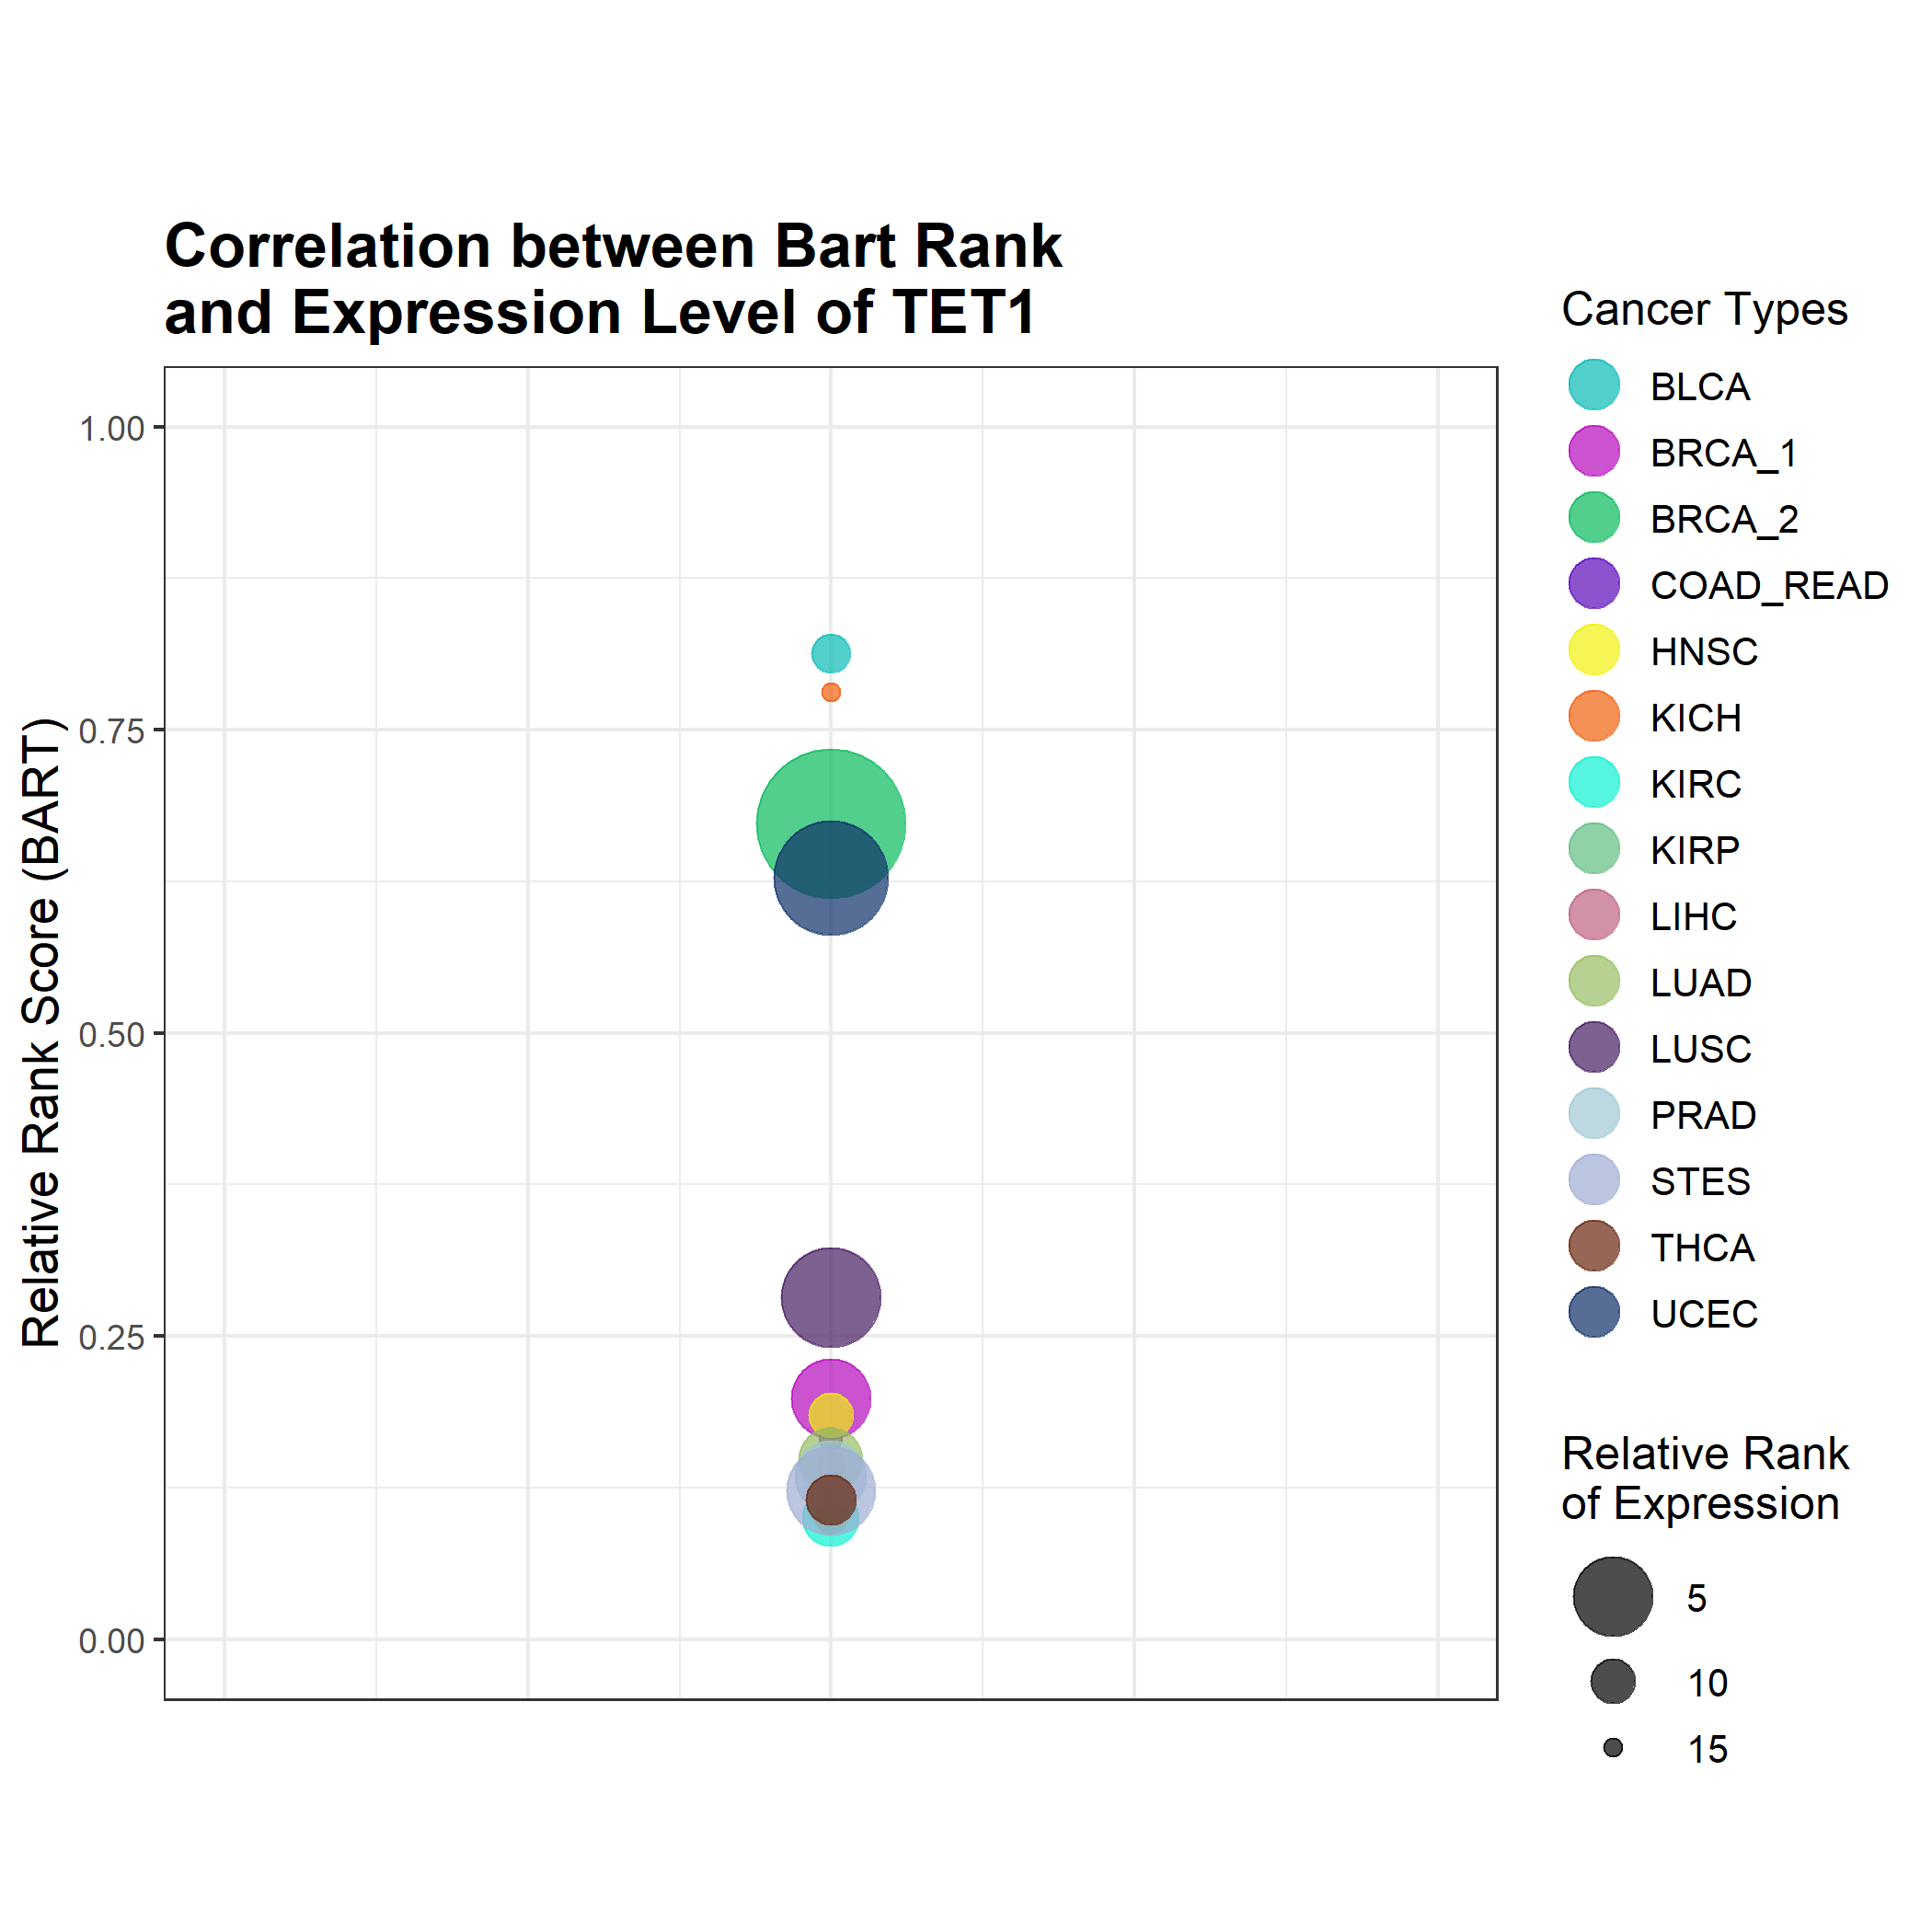 Correlation between Bart Rank
and Expression Level of TET1
Relative Rank Score (BART)
1.00
0.75
0.50
0.25
0.00
Cancer Types
BLCA
BRCA_1
BRCA_2
COAD_READ
HNSC
KICH
KIRC
KIRP
LIHC
LUAD
LUSC
PRAD
STES
THCA
UCEC
Relative Rank
of Expression
5
10
15